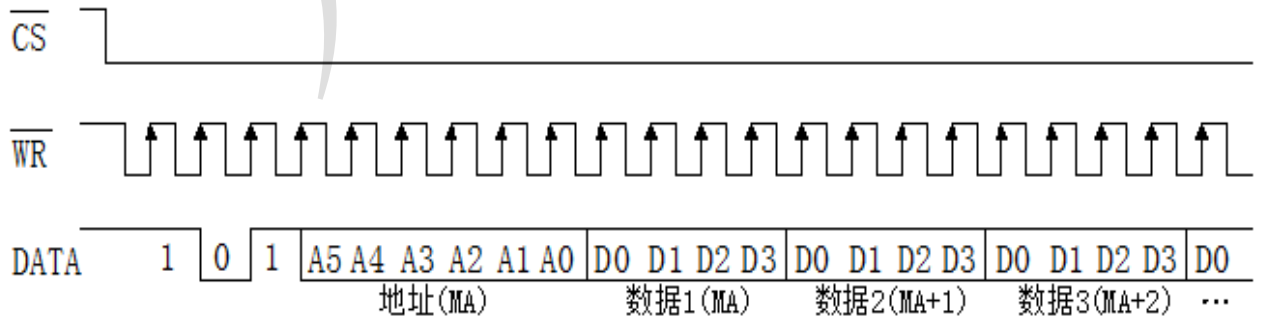 CS
WR
DATA 1 0 1 A5 A4 A3 A2 A1 A0 D0 D1 D2 D3 D0 D1 D2 D3 D0 D1 D2 D3 D0
地址(MA) 数据1(MA) 数据2(MA+1) 数据3(MA+2) …